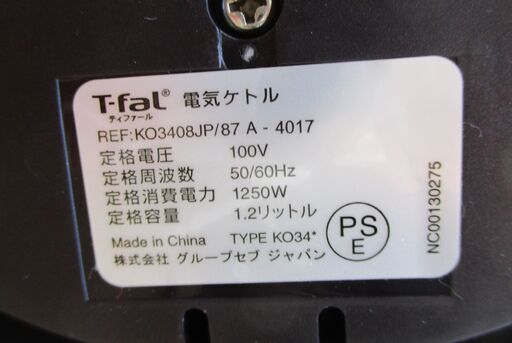 T-fal® 電気ケトル
ティファール
REF:KO3408JP/87 A - 4017
定格電圧 100V
定格周波数 50/60Hz
定格消費電力 1250W
定格容量 1.2リットル
Made in China TYPE KO34*
株式会社 グループセブ ジャパン
PS
E
NC00130275